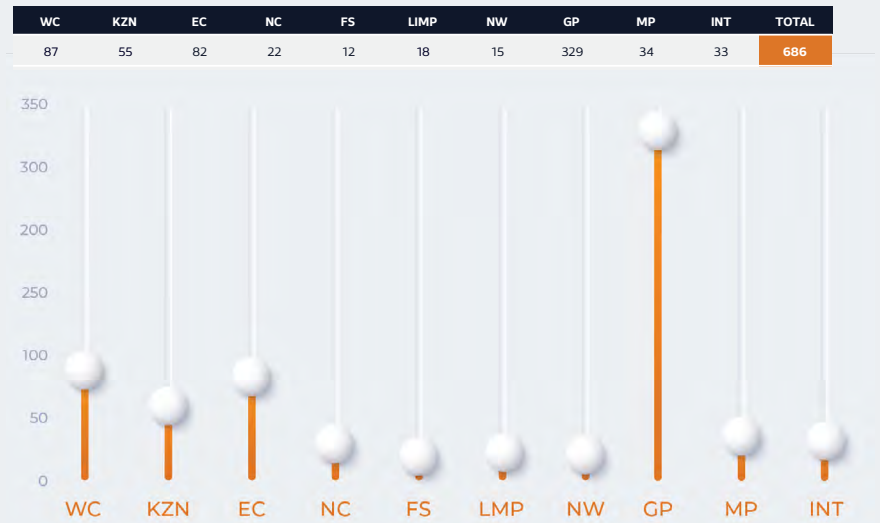 WC KZN EC NC FS LIMP NW GP MP INT TOTAL
87 55 82 22 12 18 15 329 34 33 686
350
300
200
250
100
50
0
WC KZN EC NC FS LMP NW GP MP INT